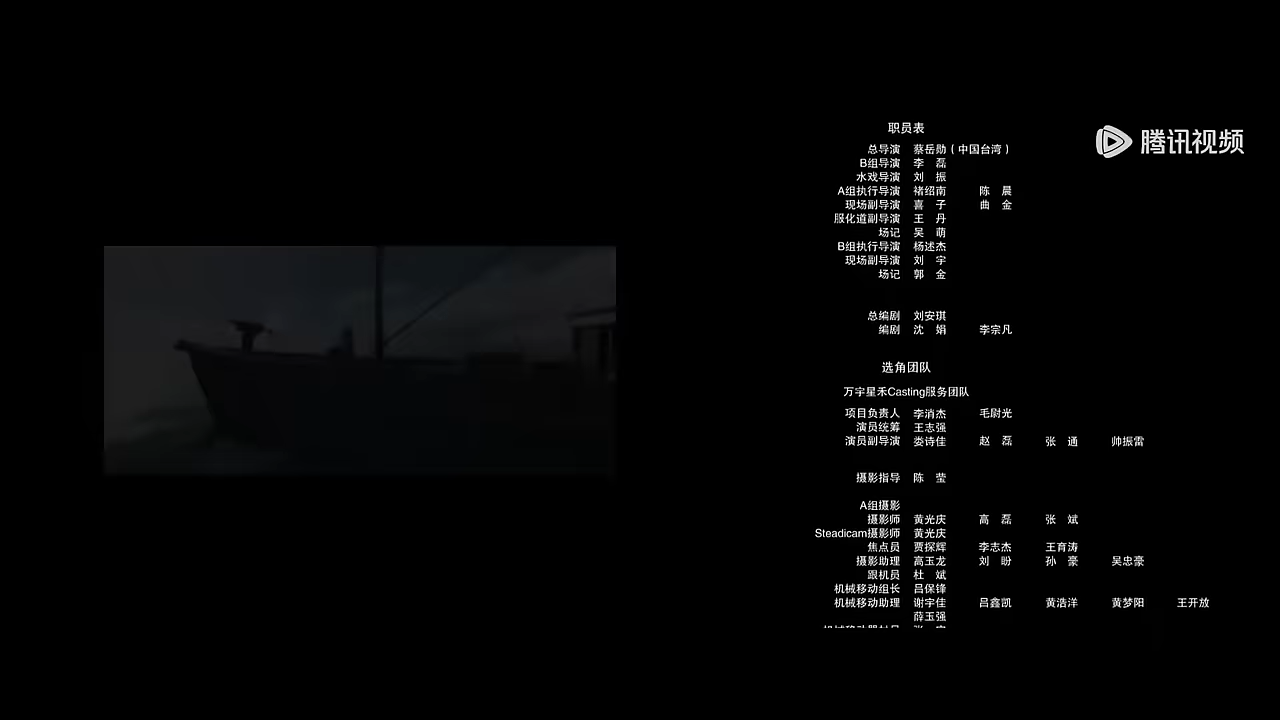 职员表
腾讯视频
总导演 蔡岳勋（中国台湾）
B组导演 李 磊
水戏导演 刘 振
A组执行导演 褚绍南 陈 晨
现场副导演 喜 子 曲 金
服化道副导演 王 丹
场记 吴 萌
B组执行导演 杨述杰
现场副导演 刘 宇
场记 郭 金
总编剧 刘安琪
编剧 沈 娟 李宗凡
选角团队
万宇星禾Casting服务团队
项目负责人 李消杰 毛尉光
演员统筹 王志强
演员副导演 娄诗佳 赵 磊 张 通 帅振雷
摄影指导 陈 莹
A组摄影
摄影师 黄光庆 高 磊 张 斌
Steadicam摄影师 黄光庆
焦点员 贾探辉 李志杰 王育涛
摄影助理 高玉龙 刘 盼 孙 豪 吴忠豪
跟机员 杜 斌
机械移动组长 吕保锋
机械移动助理 谢宇佳 吕鑫凯 黄浩洋 黄梦阳 王开放
薛玉强